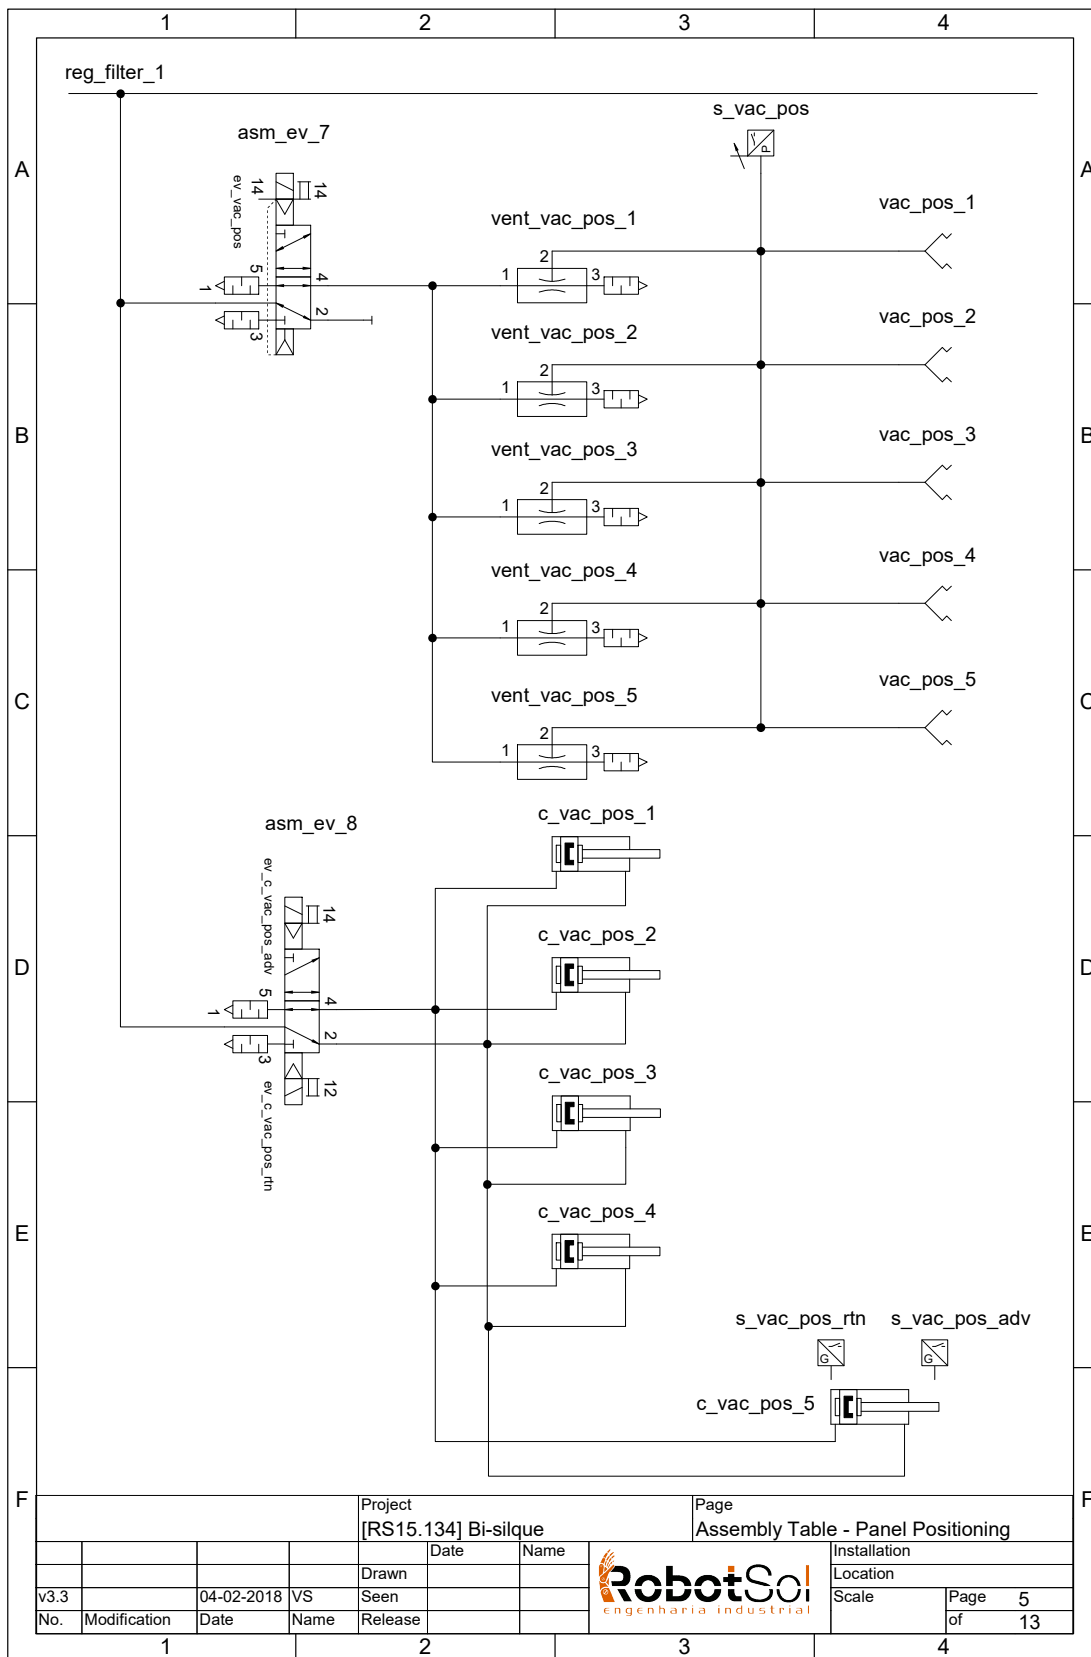 1 2 3 4
reg_filter_1
s_vac_pos
asm_ev_7
P
A A
14 14
ev_vac_pos
vac_pos_1
vent_vac_pos_1
5 4
1
2
1 3
3 2
vac_pos_2
vent_vac_pos_2
2
1 3
B B
vac_pos_3
vent_vac_pos_3
2
1 3
vac_pos_4
vent_vac_pos_4
2
1 3
vac_pos_5
C C
vent_vac_pos_5
2
1 3
c_vac_pos_1
asm_ev_8
ev_c_vac_pos_adv
14
c_vac_pos_2
D D
5 4
1
3 2
c_vac_pos_3
12
ev_c_vac_pos_rtn
c_vac_pos_4
E E
s_vac_pos_rtn s_vac_pos_adv
G G
c_vac_pos_5
F F
Project Page
[RS15.134] Bi-silque Assembly Table - Panel Positioning
Date Name Installation
Drawn Location
v3.3 04-02-2018 VS Seen Scale Page 5
No. Modification Date Name Release of 13
RobotSol
engenharia industrial
1 2 3 4